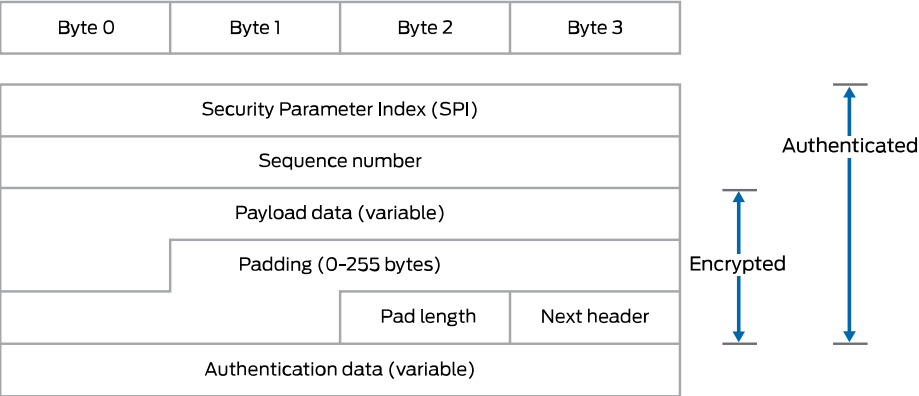 Byte 0
Byte 1
Byte 2
Byte 3
Security Parameter Index (SPI)
Authenticated
Sequence number
Payload data (variable)
Padding (0-255 bytes)
Encrypted
Pad length
Next header
Authentication data (variable)